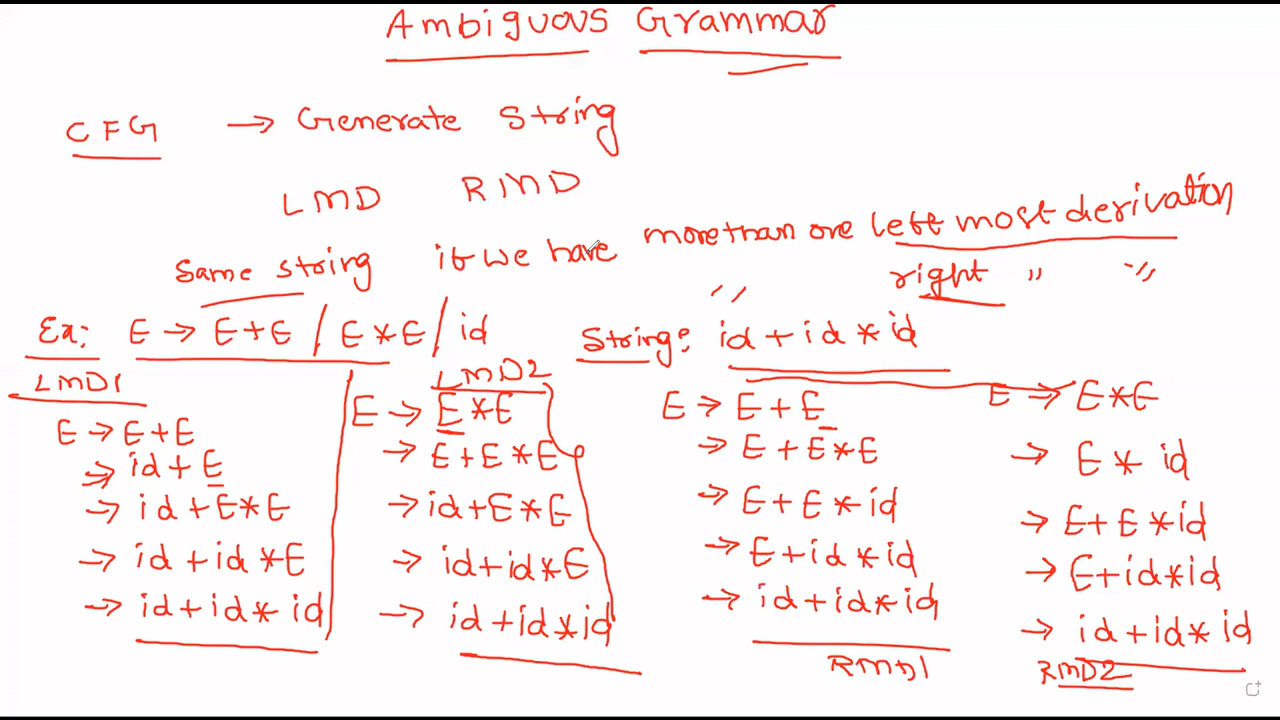 Ambiguous Grammar
CFG → Generate String
LMD RMD
Same string if we have more than one left most derivation
" right " "
Ex: E → E+E / E*E / id String: id + id * id
LMD1
E → E+E
⇒ id + E
→ id + E*E
→ id + id * E
→ id + id * id
LMD2
E → E*E
→ E+E*E
→ id+E*E
→ id+id*E
→ id+id*id
E → E+E
→ E+E*E
→ E+E*id
→ E+id*id
→ id+id*id
RMD1
E → E*E
→ E * id
→ E+E*id
→ E+id*id
→ id+id*id
RMD2